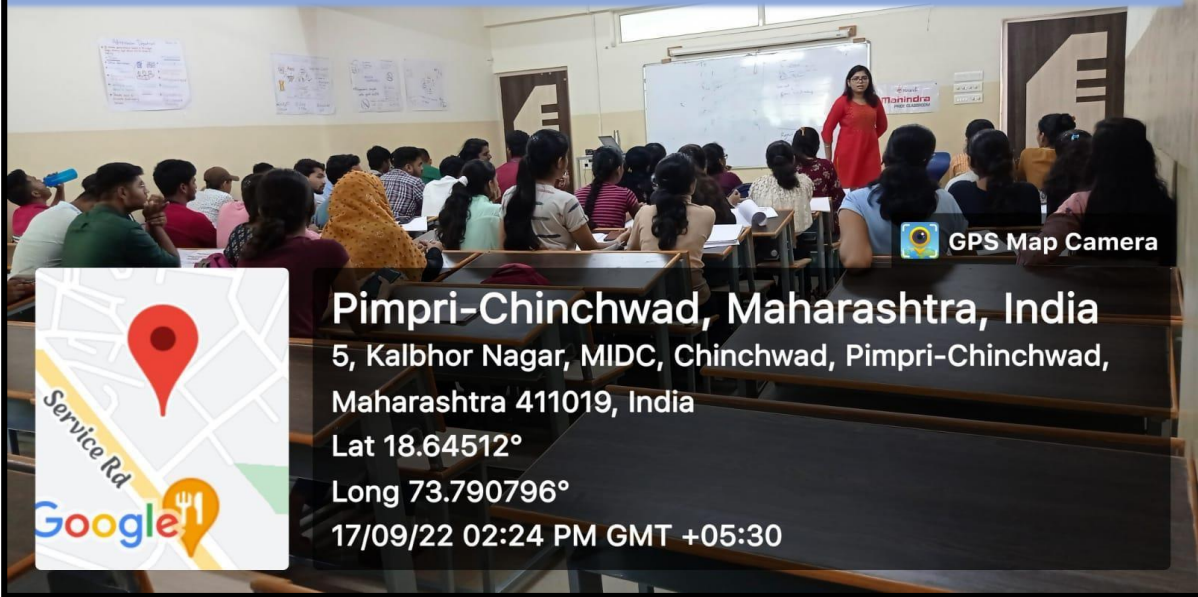 Mahindra
GPS Map Camera
Pimpri-Chinchwad, Maharashtra, India
5, Kalbhor Nagar, MIDC, Chinchwad, Pimpri-Chinchwad,
Maharashtra 411019, India
Lat 18.64512°
Long 73.790796°
17/09/22 02:24 PM GMT +05:30
Service Rd
Google